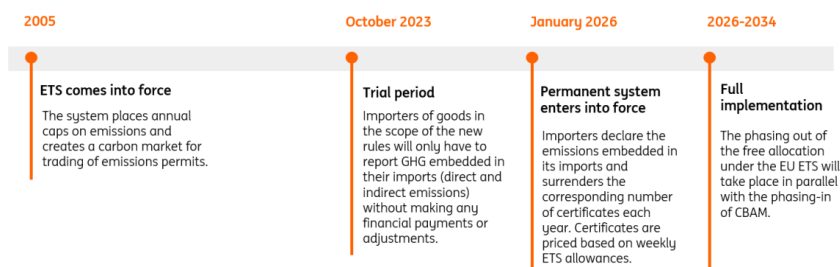 2005
ETS comes into force
The system places annual
caps on emissions and
creates a carbon market for
trading of emissions permits.
October 2023
Trial period
Importers of goods in
the scope of the new
rules will only have to
report GHG embedded in
their imports (direct and
indirect emissions)
without making any
financial payments or
adjustments.
January 2026
Permanent system
enters into force
Importers declare the
emissions embedded in
its imports and
surrenders the
corresponding number
of certificates each
year. Certificates are
priced based on weekly
ETS allowances.
2026-2034
Full
implementation
The phasing out of
the free allocation
under the EU ETS will
take place in parallel
with the phasing-in
of CBAM.